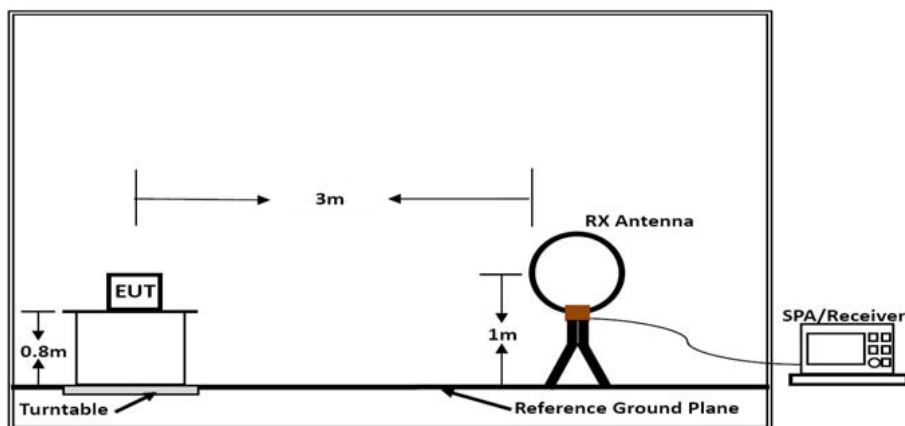 3m
RX Antenna
EUT
SPA/Receiver
0.8m
1m
Turntable
Reference Ground Plane